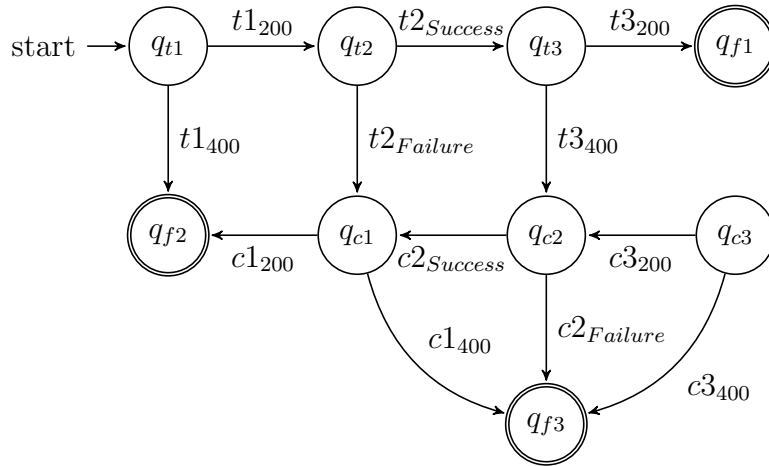 start q_{t1} t1_{200} q_{t2} t2_{Success} q_{t3} t3_{200} q_{f1}
t1_{400} t2_{Failure} t3_{400}
q_{f2} c1_{200} q_{c1} c2_{Success} q_{c2} c3_{200} q_{c3}
c1_{400} c2_{Failure} c3_{400}
q_{f3}